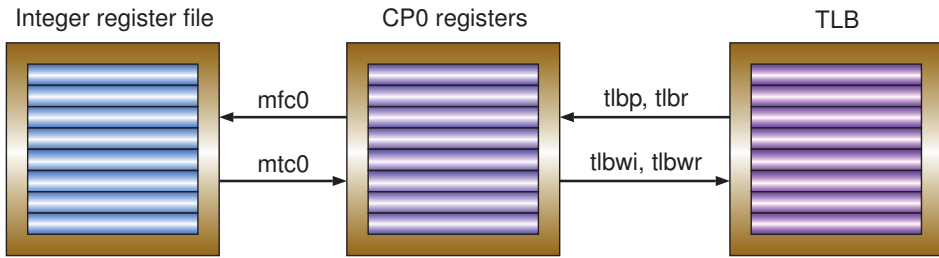 Integer register file
CP0 registers
TLB
mfc0
tlbp, tlbr
mtc0
tlbwi, tlbwr